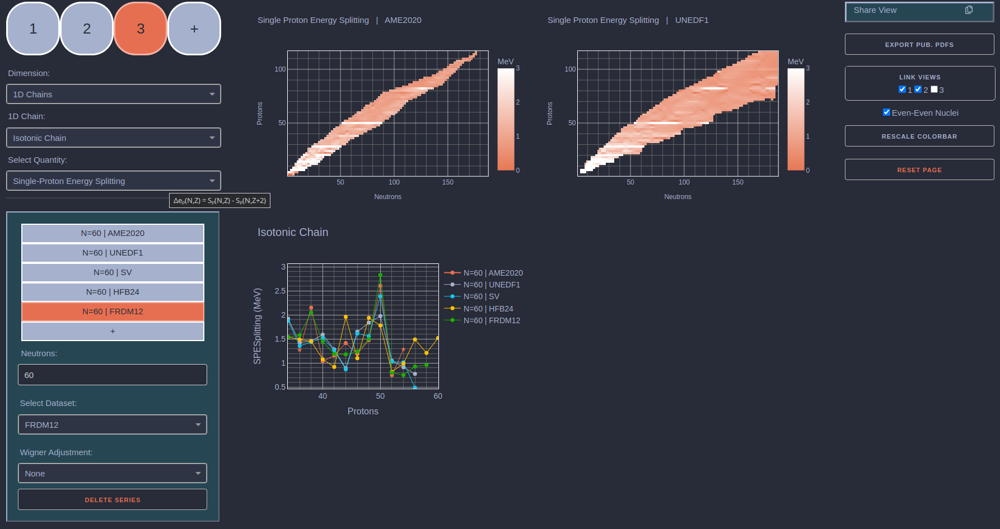 1
2
3
+
Dimension:
1D Chains
1D Chain:
Isotonic Chain
Select Quantity:
Single-Proton Energy Splitting
Δeₚ(N,Z) = Sₚ(N,Z) - Sₚ(N,Z+2)
N=60 | AME2020
N=60 | UNEDF1
N=60 | SV
N=60 | HFB24
N=60 | FRDM12
+
Neutrons:
60
Select Dataset:
FRDM12
Wigner Adjustment:
None
DELETE SERIES
Single Proton Energy Splitting | AME2020
MeV
3
2
1
0
100
50
Protons
50 100 150
Neutrons
Single Proton Energy Splitting | UNEDF1
MeV
3
2
1
0
100
50
Protons
50 100 150
Neutrons
Isotonic Chain
3
2.5
2
1.5
1
0.5
SPESplitting (MeV)
40 50 60
Protons
N=60 | AME2020
N=60 | UNEDF1
N=60 | SV
N=60 | HFB24
N=60 | FRDM12
Share View
EXPORT PUB. PDFS
LINK VIEWS
1 2 3
Even-Even Nuclei
RESCALE COLORBAR
RESET PAGE